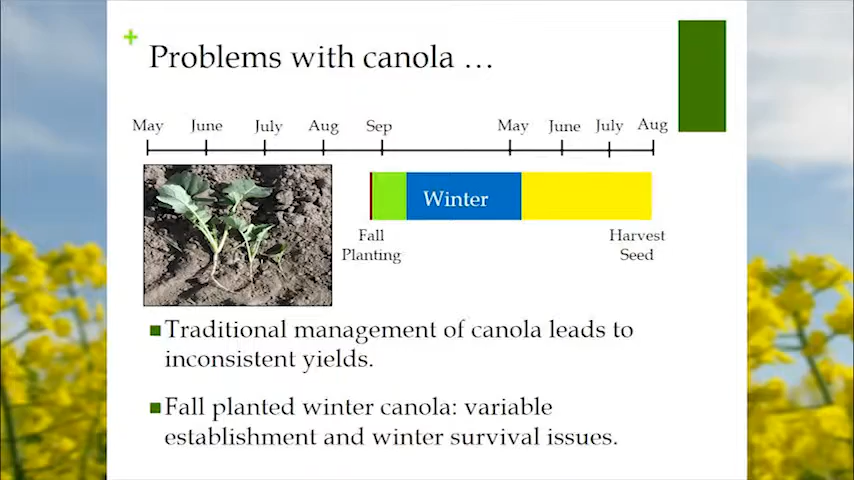 +
Problems with canola …
May June July Aug Sep May June July Aug
Winter
Fall
Planting
Harvest
Seed
Traditional management of canola leads to
inconsistent yields.
Fall planted winter canola: variable
establishment and winter survival issues.